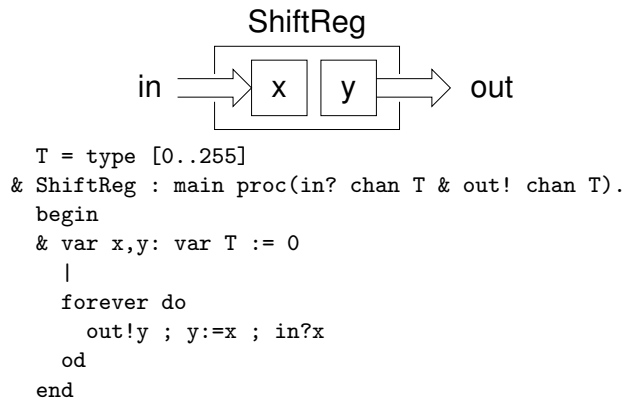 ShiftReg
in x y out
T = type [0..255]
& ShiftReg : main proc(in? chan T & out! chan T).
begin
& var x,y: var T := 0
|
forever do
out!y ; y:=x ; in?x
od
end